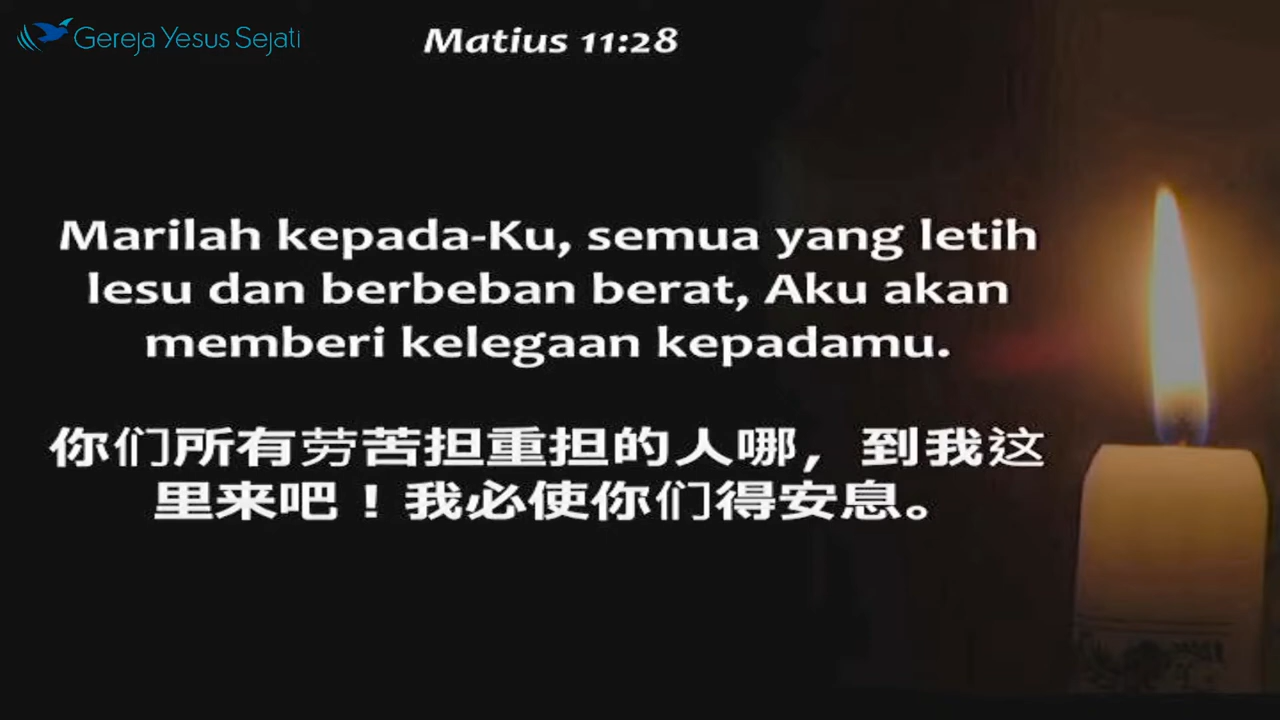 Gereja Yesus Sejati
Matius 11:28
Marilah kepada-Ku, semua yang letih
lesu dan berbeban berat, Aku akan
memberi kelegaan kepadamu.
你们所有劳苦担重担的人哪，到我这
里来吧！我必使你们得安息。